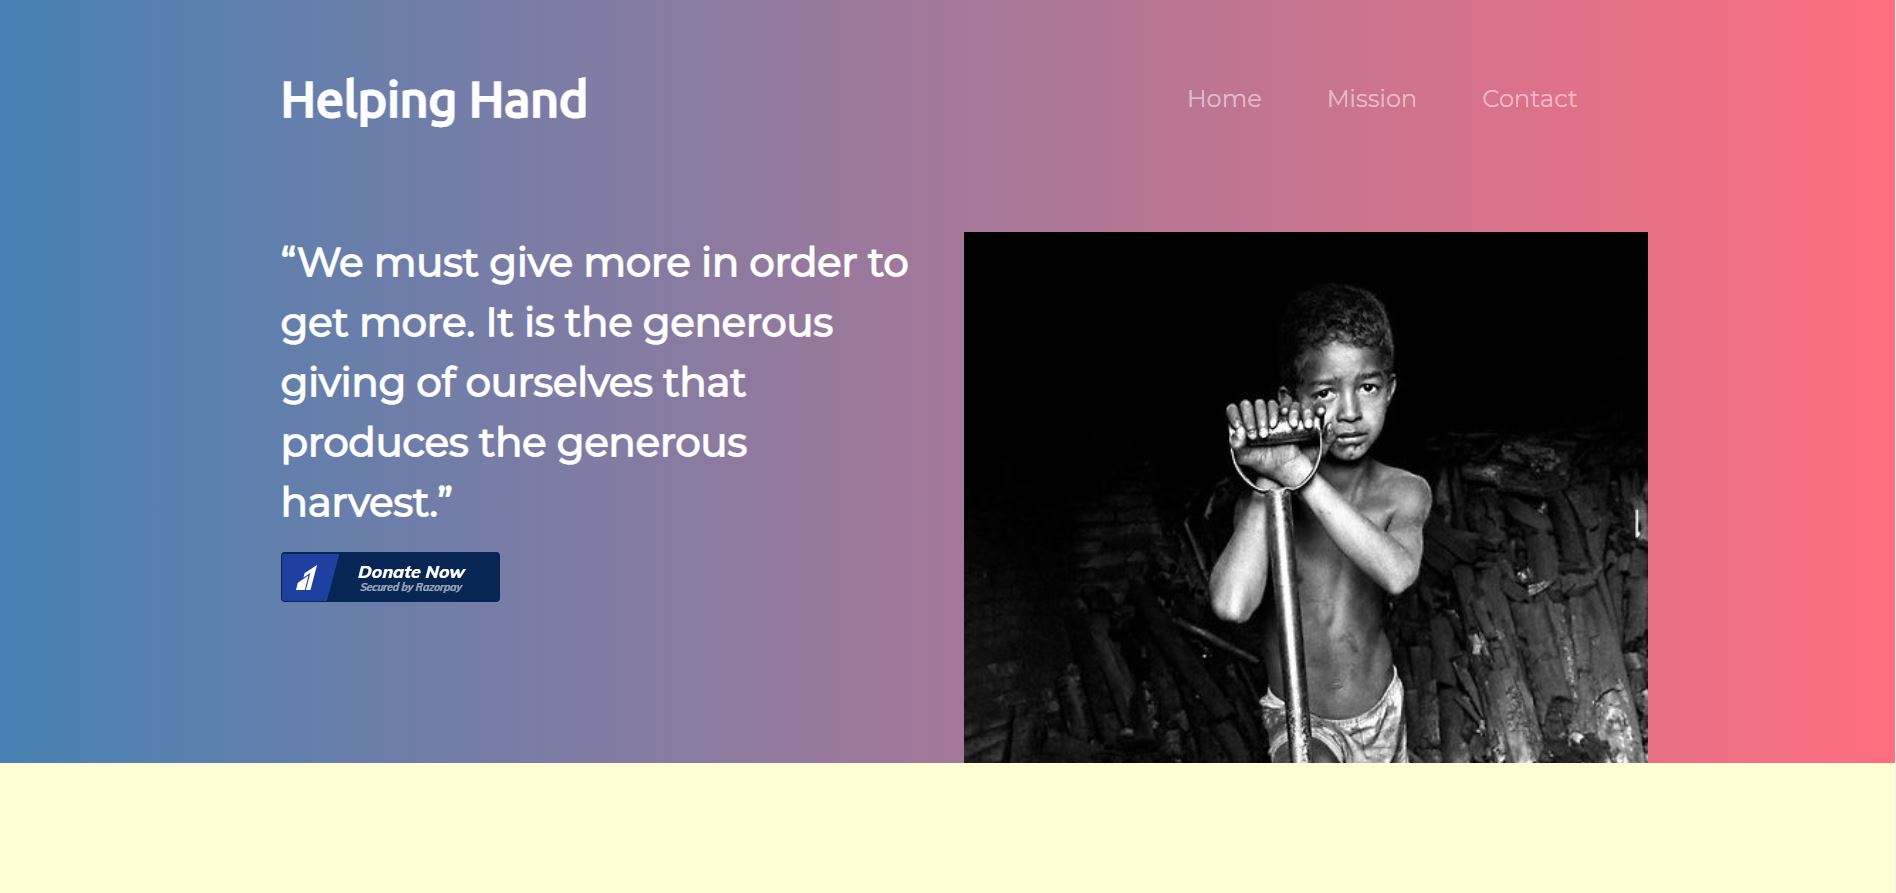 Helping Hand
Home Mission Contact
“We must give more in order to
get more. It is the generous
giving of ourselves that
produces the generous
harvest.”
Donate Now
Secured by Razorpay